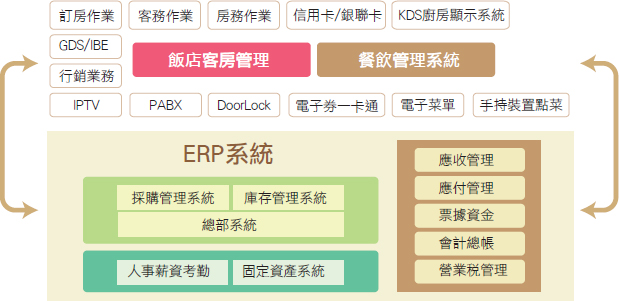 訂房作業 客務作業 房務作業 信用卡/銀聯卡 KDS廚房顯示系統
GDS/IBE
飯店客房管理 餐飲管理系統
行銷業務
IPTV PABX DoorLock 電子券一卡通 電子菜單 手持裝置點菜
ERP系統
採購管理系統 庫存管理系統
總部系統
人事薪資考勤 固定資產系統
應收管理
應付管理
票據資金
會計總帳
營業稅管理